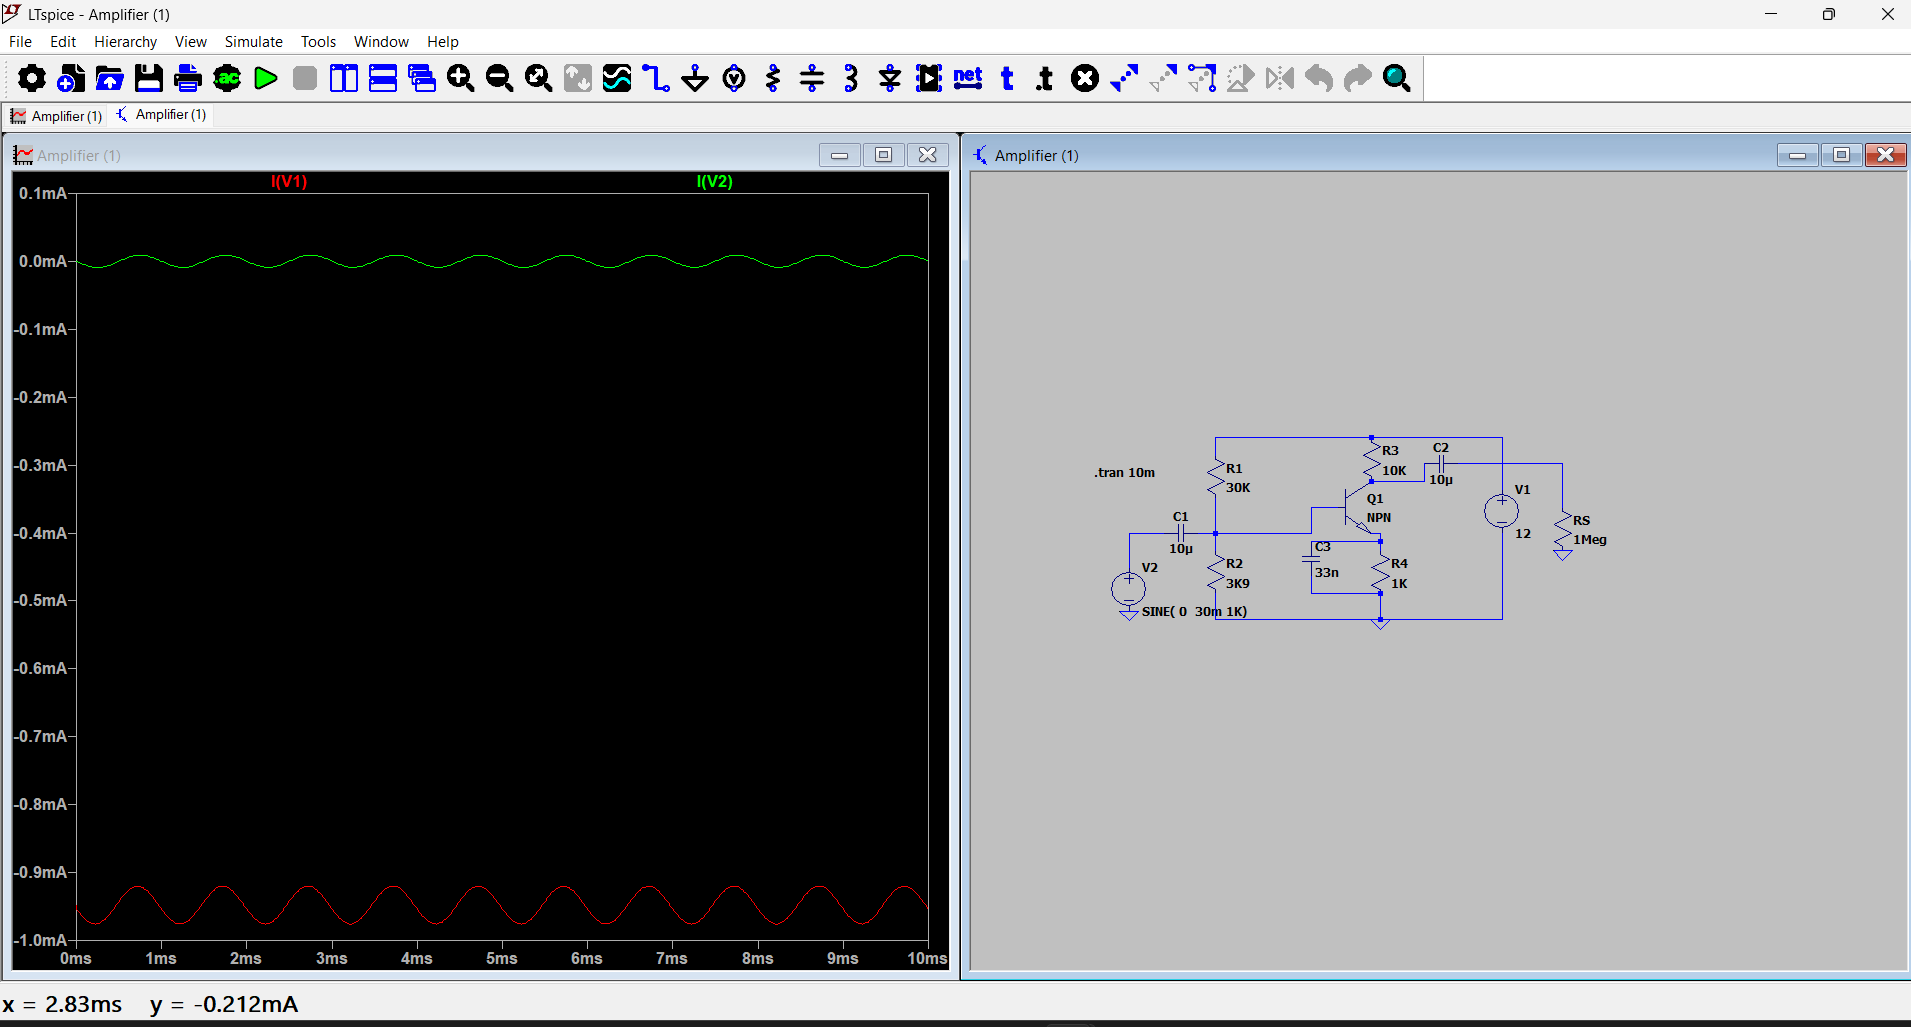 LTspice - Amplifier (1)
File Edit Hierarchy View Simulate Tools Window Help
.ac
net t .t
Amplifier (1) Amplifier (1)
Amplifier (1)
I(V1) I(V2)
0.1mA
0.0mA
-0.1mA
-0.2mA
-0.3mA
-0.4mA
-0.5mA
-0.6mA
-0.7mA
-0.8mA
-0.9mA
-1.0mA
0ms 1ms 2ms 3ms 4ms 5ms 6ms 7ms 8ms 9ms 10ms
Amplifier (1)
.tran 10m
R1
30K
R3
10K
C2
10µ
V1
12
Q1
NPN
RS
1Meg
C1
10µ
V2
SINE( 0 30m 1K)
R2
3K9
C3
33n
R4
1K
x = 2.83ms y = -0.212mA